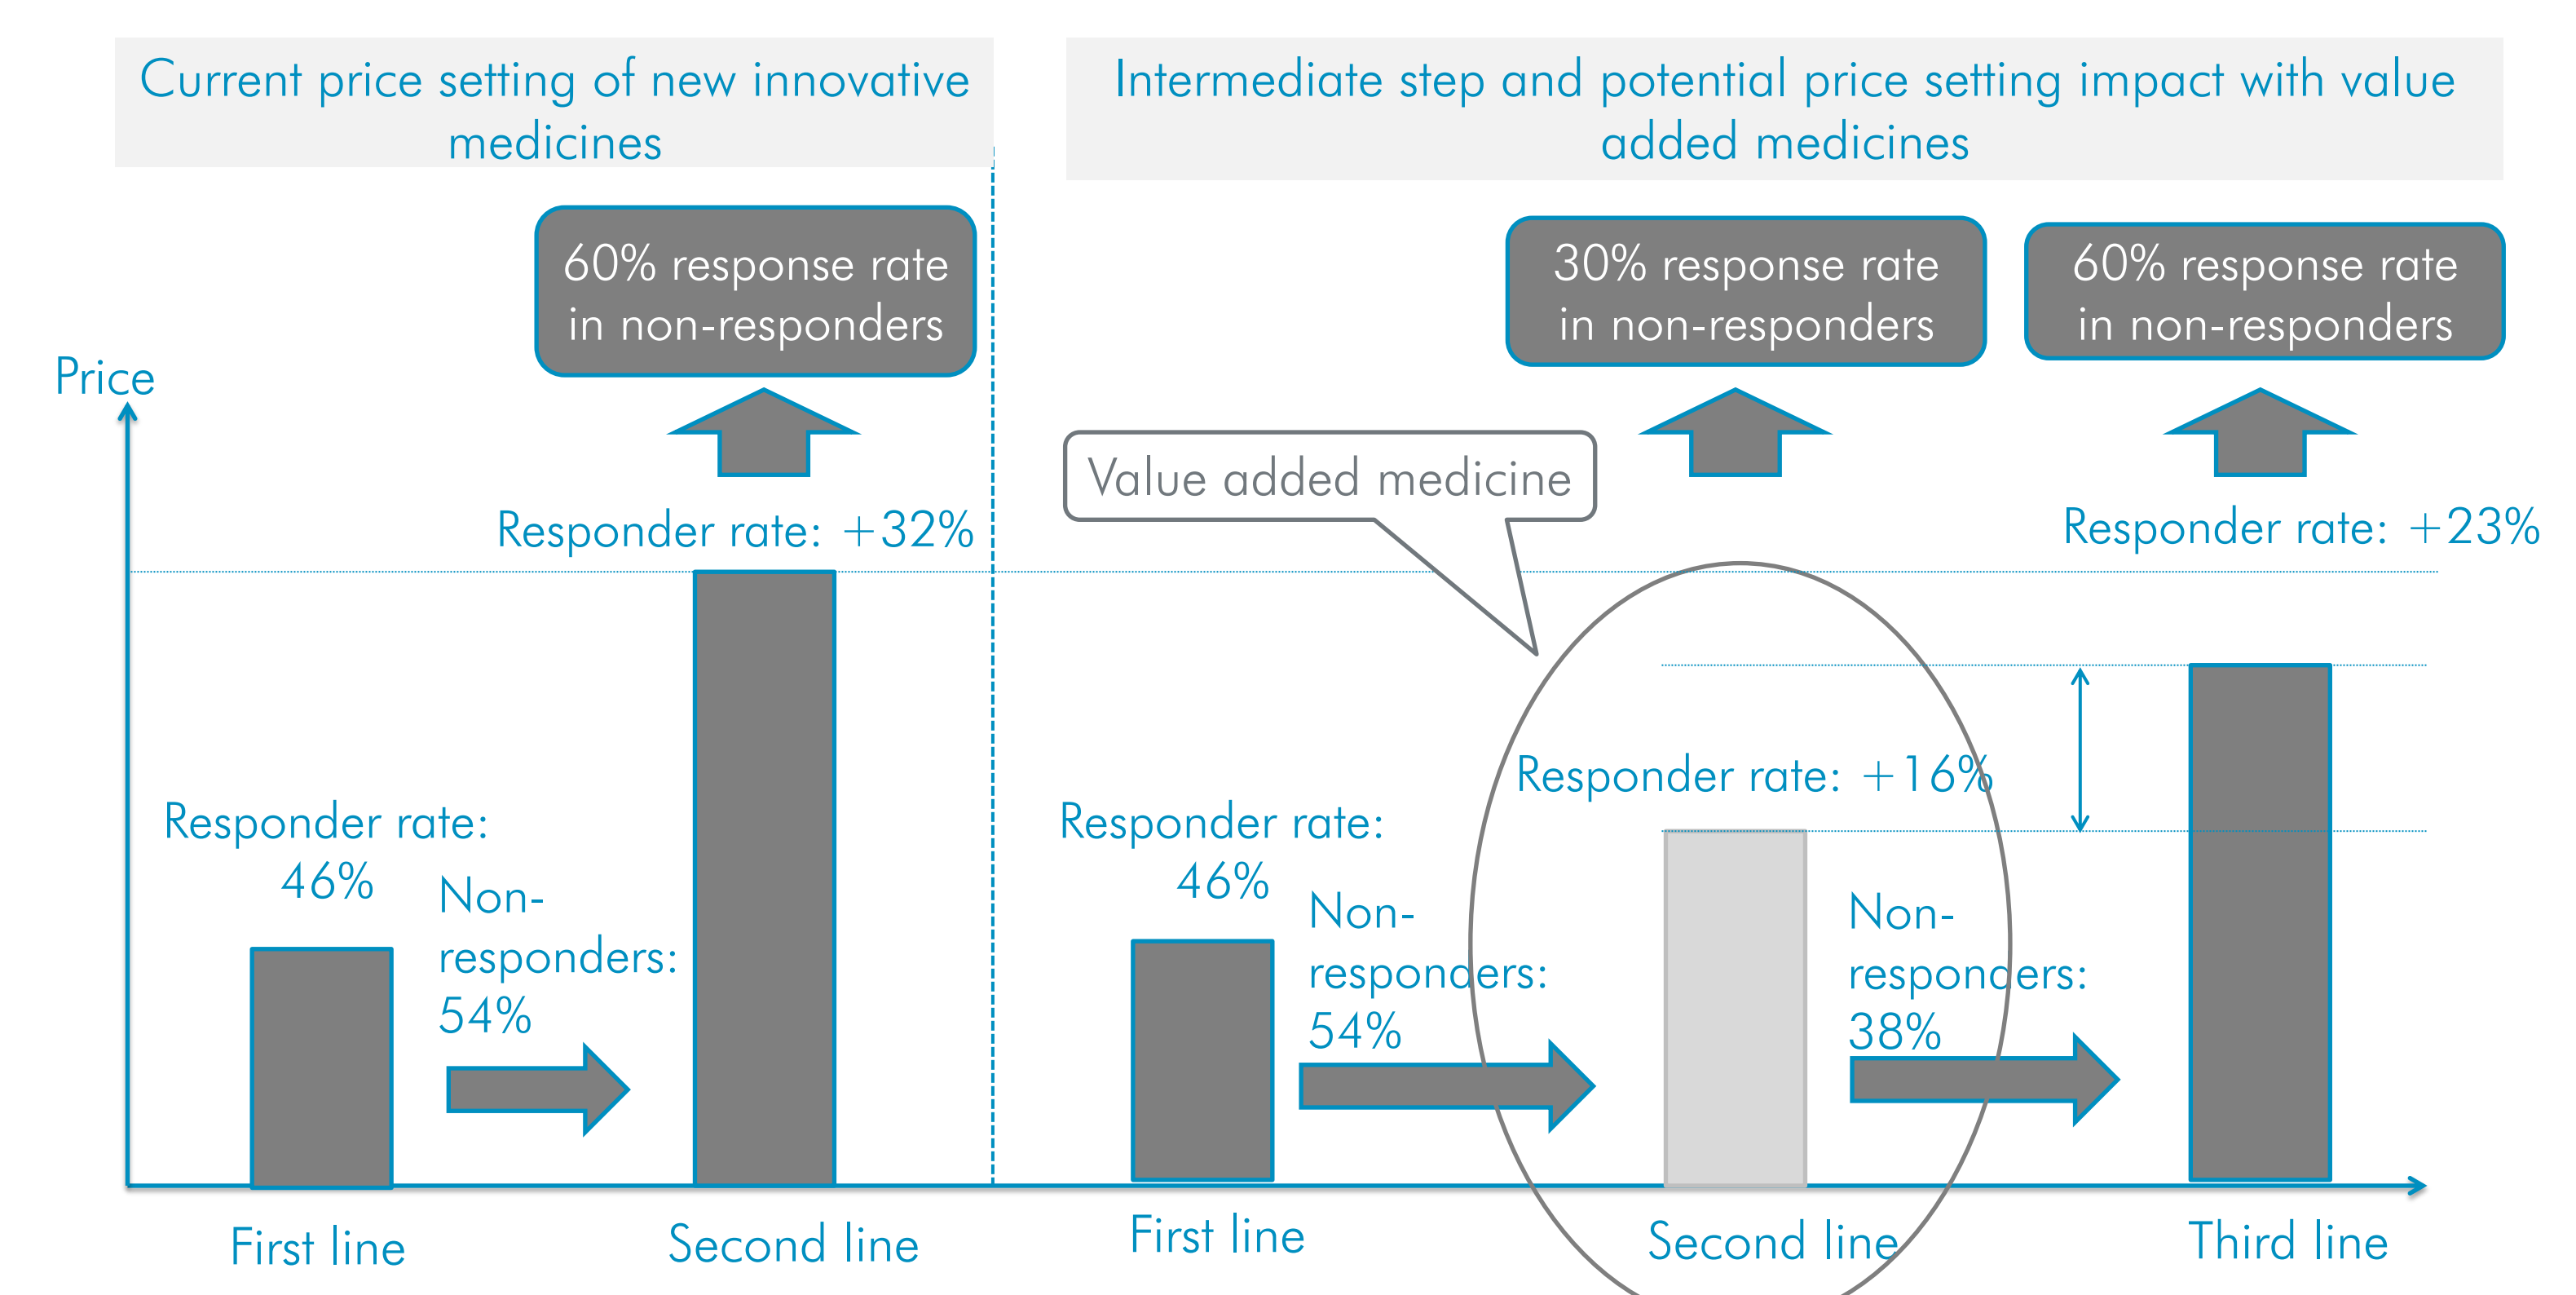 Current price setting of new innovative
medicines
Intermediate step and potential price setting impact with value
added medicines
60% response rate
in non-responders
30% response rate
in non-responders
60% response rate
in non-responders
Price
Value added medicine
Responder rate: +32%
Responder rate: +23%
Responder rate: +16%
Responder rate:
46%
Non-
responders:
54%
Responder rate:
46%
Non-
responders:
54%
Non-
responders:
38%
First line
Second line
First line
Second line
Third line